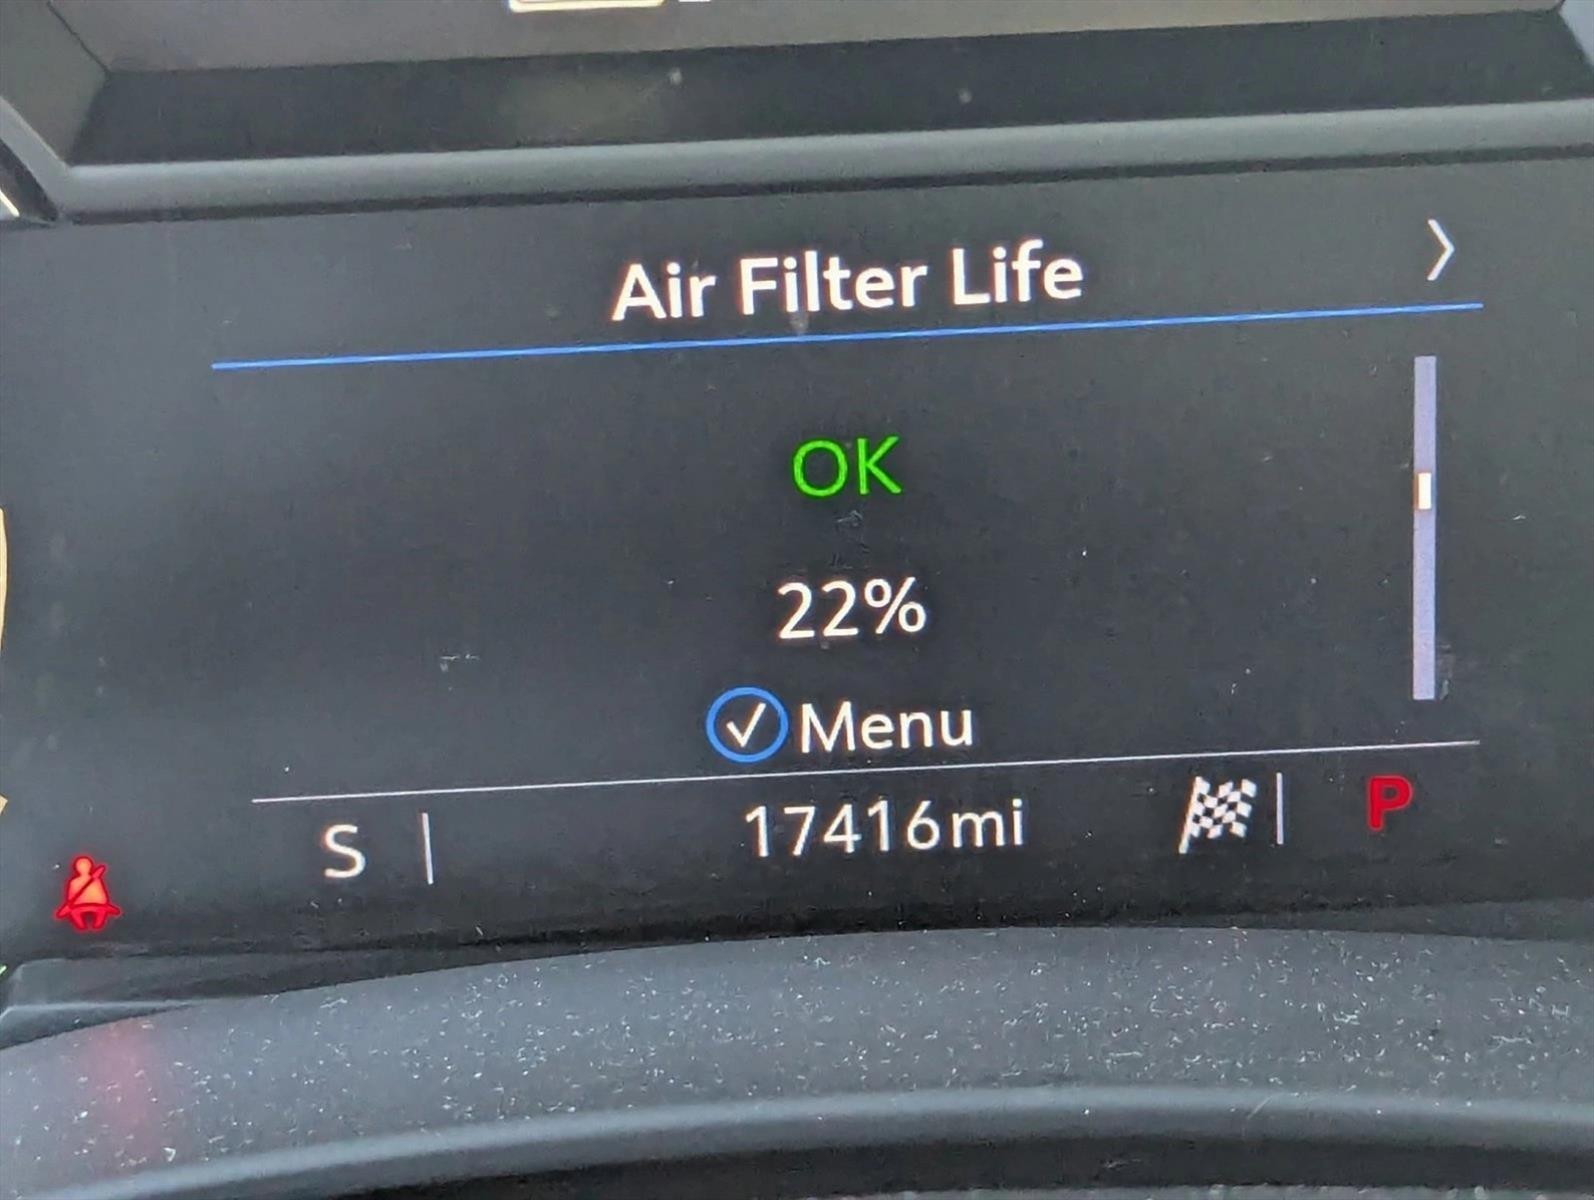 Air Filter Life
OK
22%
Menu
S 17416mi P